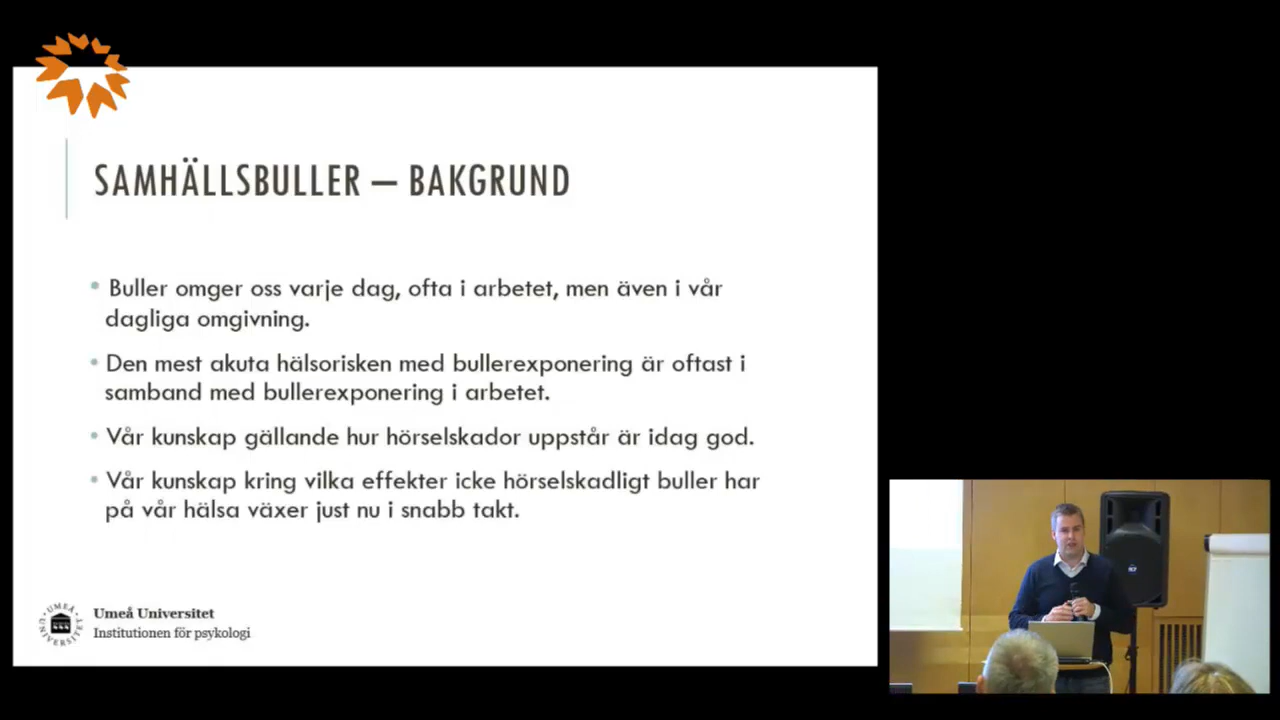 SAMHÄLLSBULLER – BAKGRUND
• Buller omger oss varje dag, ofta i arbetet, men även i vår
dagliga omgivning.
• Den mest akuta hälsorisken med bullerexponering är oftast i
samband med bullerexponering i arbetet.
• Vår kunskap gällande hur hörselskador uppstår är idag god.
• Vår kunskap kring vilka effekter icke hörselskadligt buller har
på vår hälsa växer just nu i snabb takt.
UMEÅ UNIVERSITET
Umeå Universitet
Institutionen för psykologi